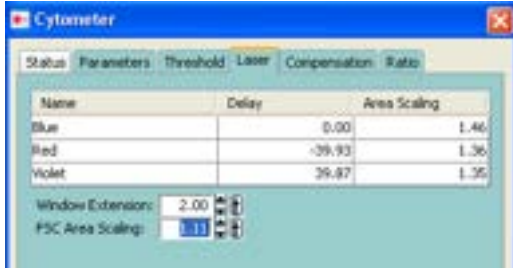 Cytometer
Status Parameters Threshold Laser Compensation Ratio
Name Delay Area Scaling
Blue 0.00 1.46
Red -39.93 1.36
Violet 39.87 1.35
Window Extension: 2.00
FSC Area Scaling: 1.11